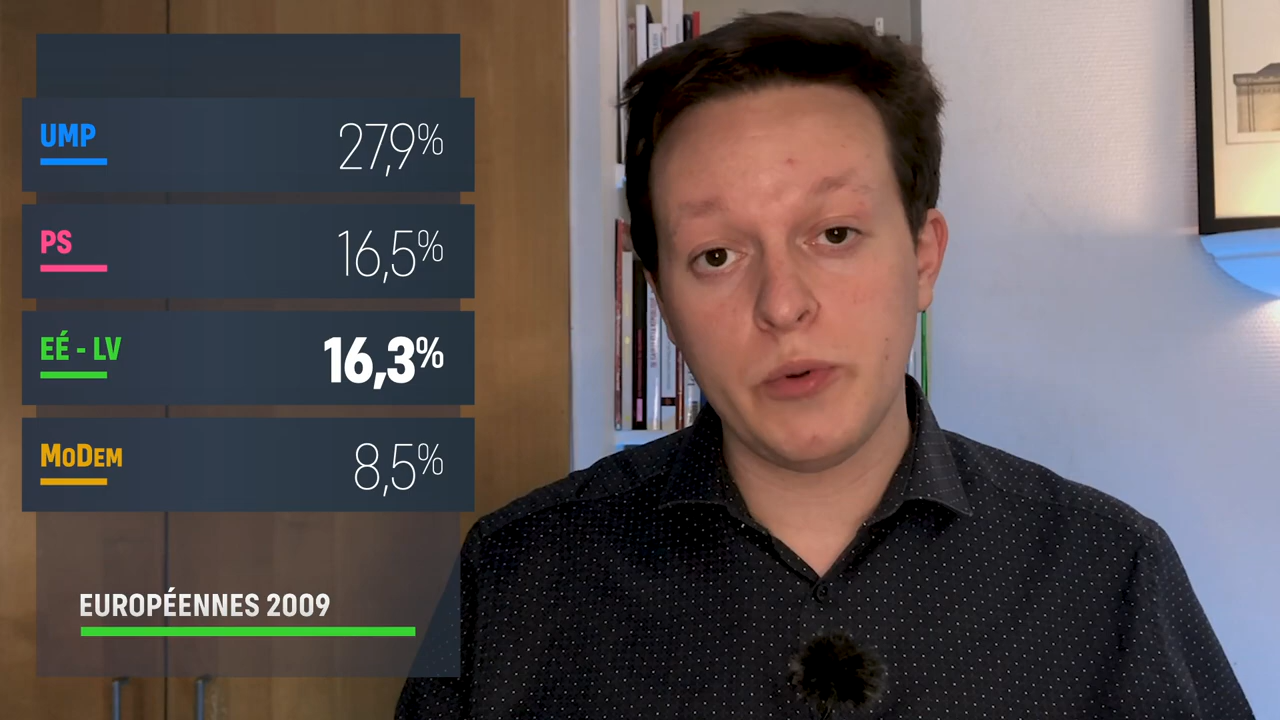 UMP 27,9%
PS 16,5%
EÉ - LV 16,3%
MoDem 8,5%
EUROPÉENNES 2009